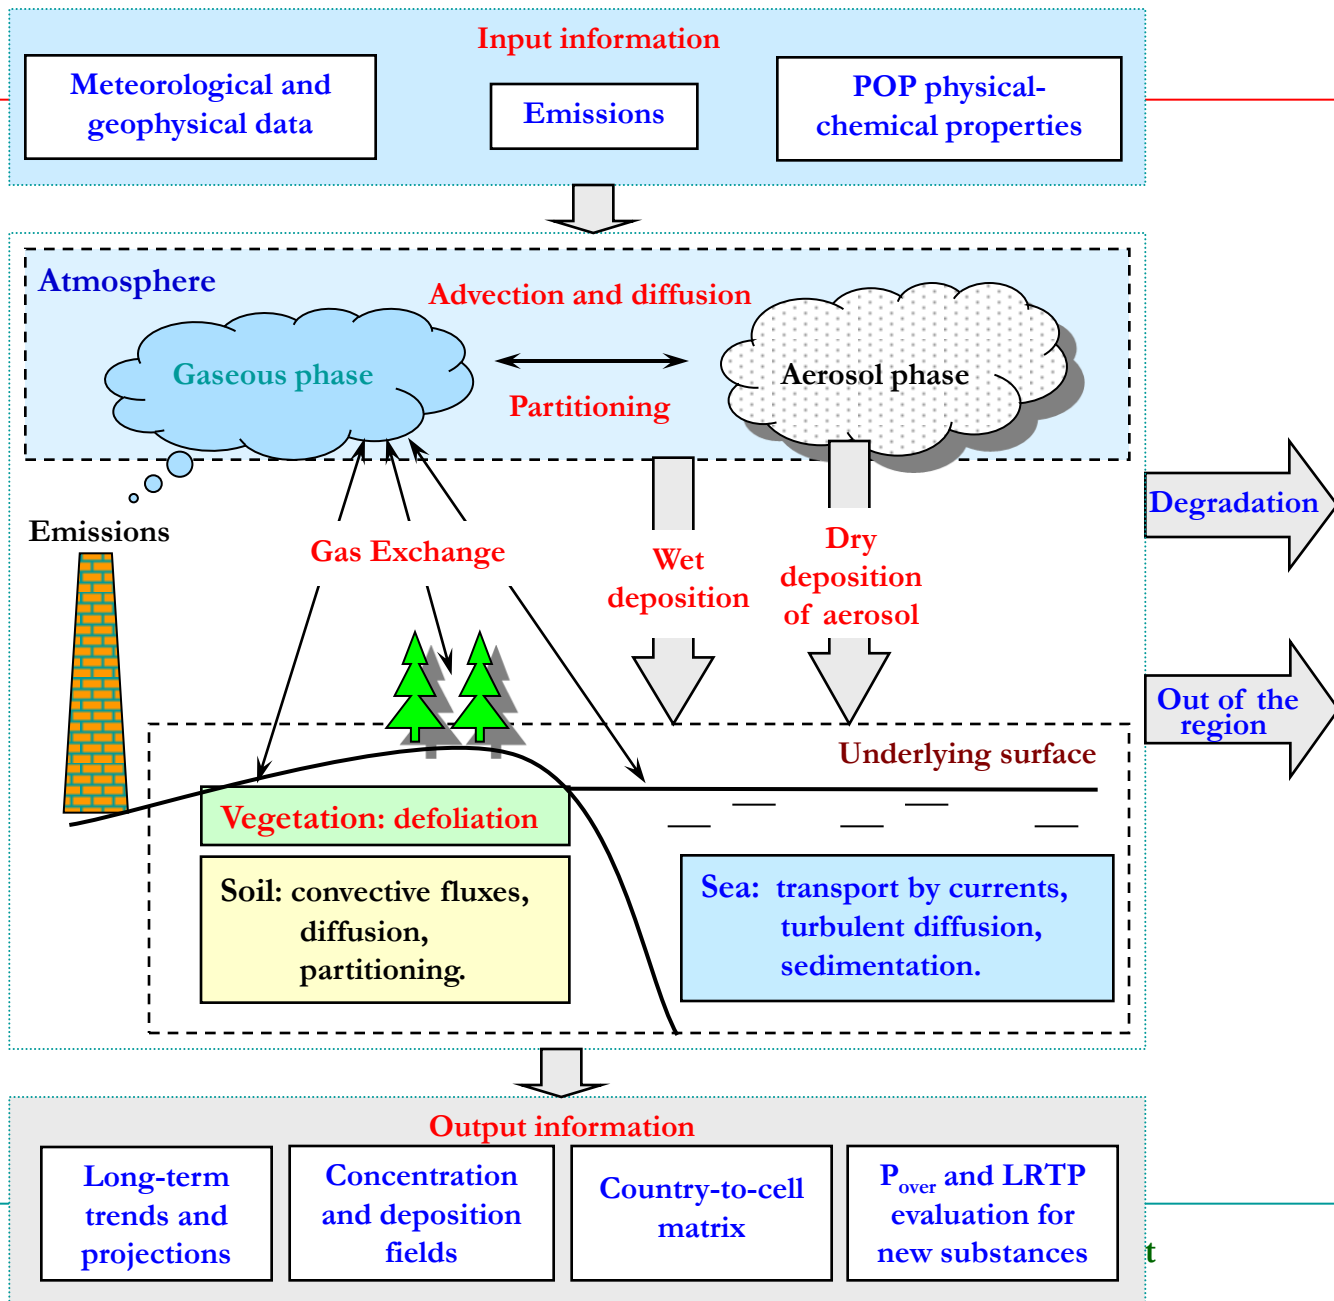 Input information
Meteorological and
geophysical data
Emissions
POP physical-
chemical properties
Atmosphere
Advection and diffusion
Gaseous phase
Aerosol phase
Partitioning
Emissions
Gas Exchange
Wet
deposition
Dry
deposition
of aerosol
Degradation
Out of the
region
Underlying surface
Vegetation: defoliation
Soil: convective fluxes,
diffusion,
partitioning.
Sea: transport by currents,
turbulent diffusion,
sedimentation.
Output information
Long-term
trends and
projections
Concentration
and deposition
fields
Country-to-cell
matrix
Pover and LRTP
evaluation for
new substances
t